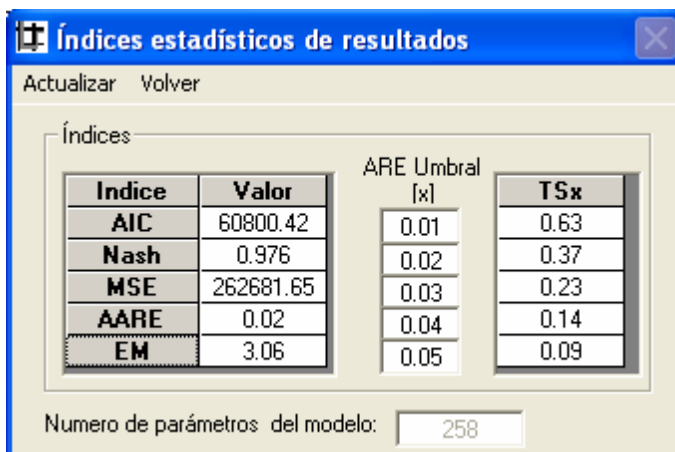 Índices estadísticos de resultados
Actualizar Volver
Índices
Indice Valor
AIC 60800.42
Nash 0.976
MSE 262681.65
AARE 0.02
EM 3.06
ARE Umbral
[x]
0.01
0.02
0.03
0.04
0.05
TSx
0.63
0.37
0.23
0.14
0.09
Numero de parámetros del modelo: 258